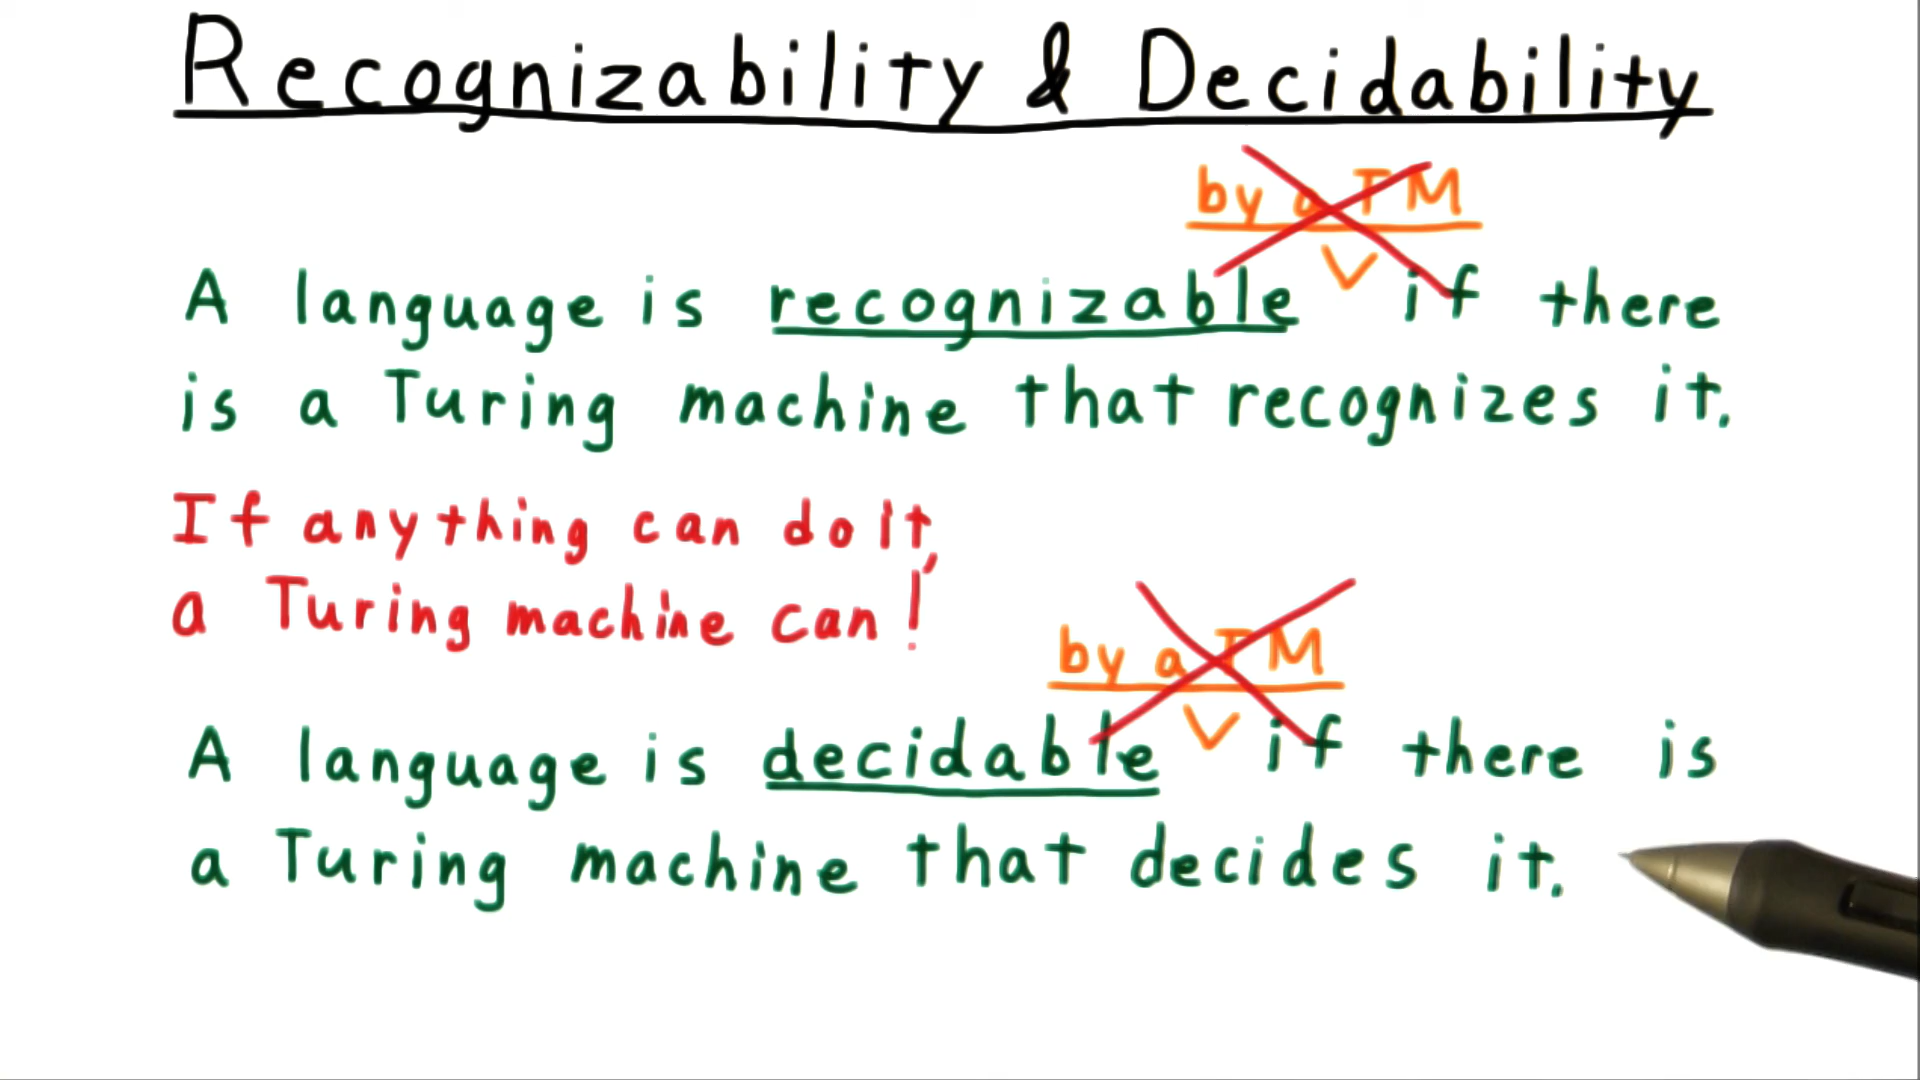 Recognizability & Decidability
by a TM
A language is recognizable if there
is a Turing machine that recognizes it.
If anything can do it,
a Turing machine can!
by a TM
A language is decidable if there is
a Turing machine that decides it.